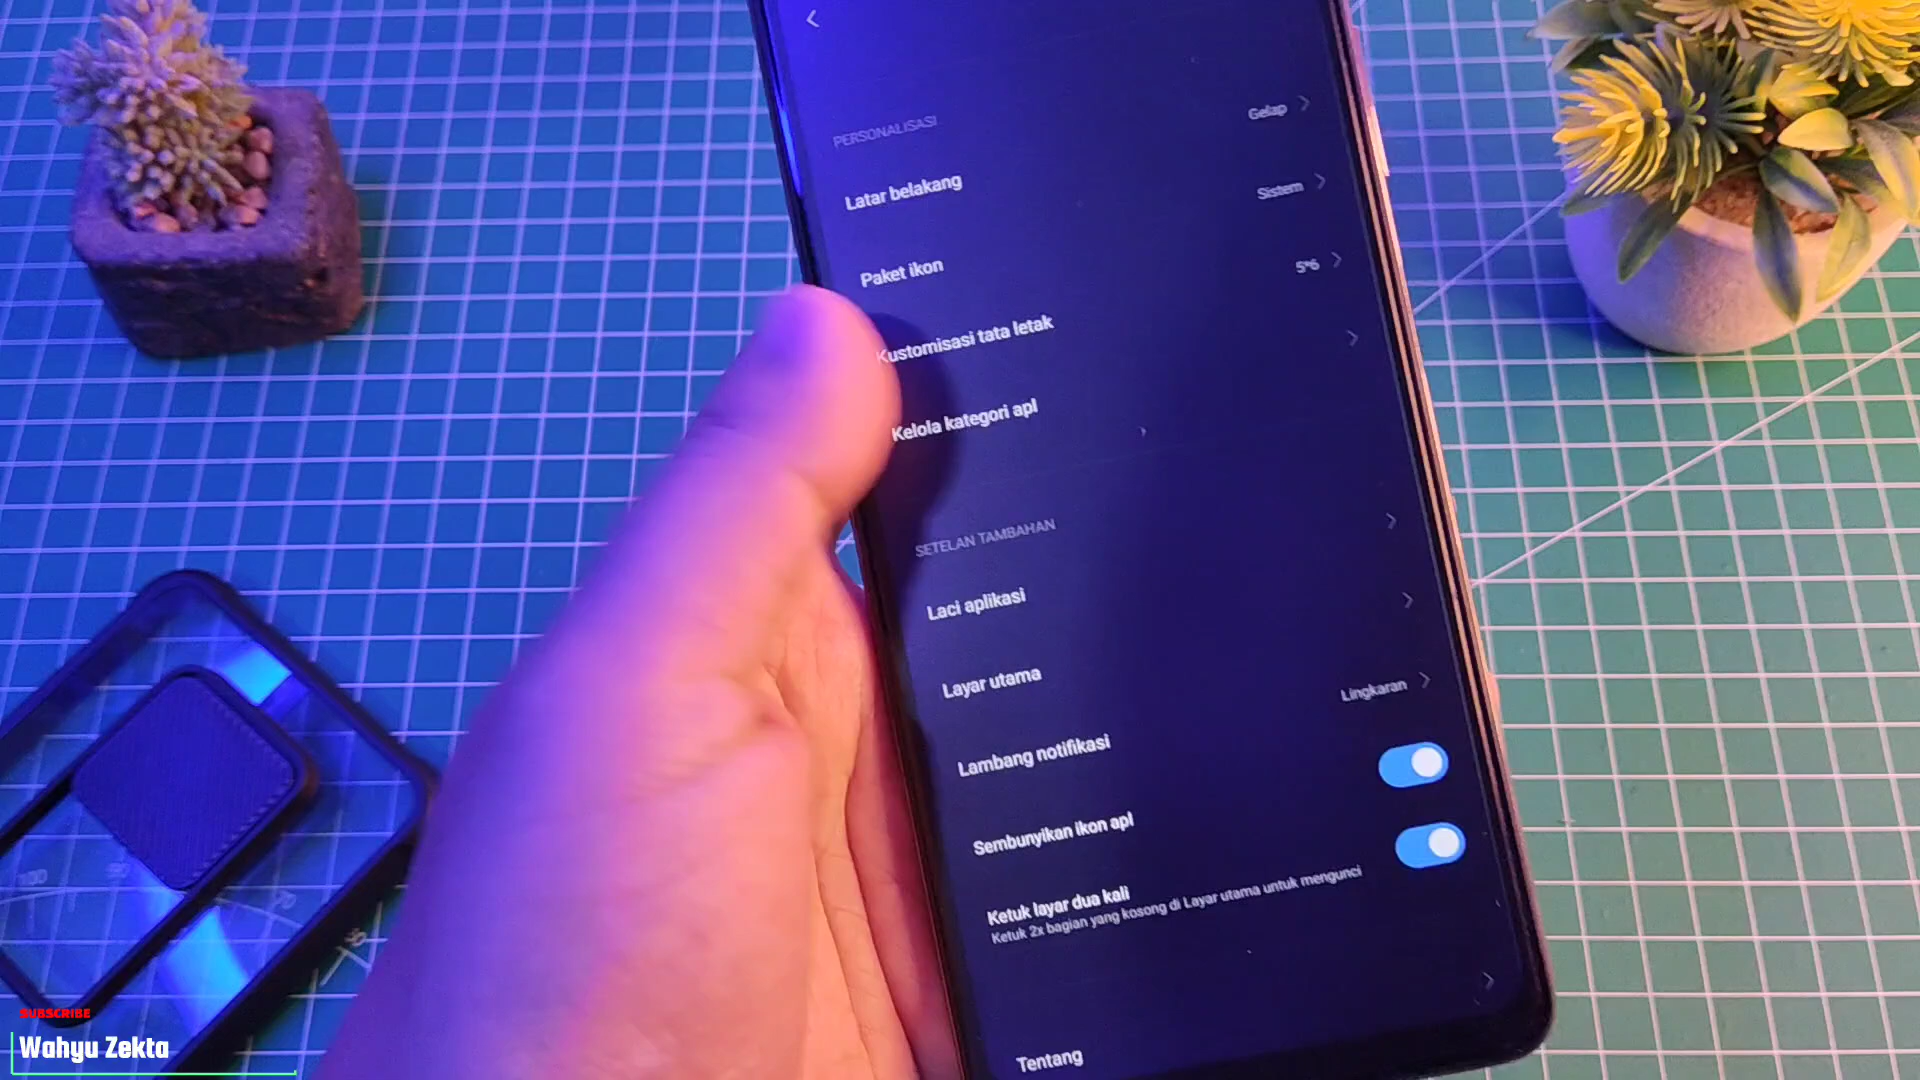 PERSONALISASI
Latar belakang
Gelap
Paket ikon
Sistem
Kustomisasi tata letak
5*6
Kelola kategori apl
SETELAN TAMBAHAN
Laci aplikasi
Layar utama
Lambang notifikasi
Lingkaran
Sembunyikan ikon apl
Ketuk layar dua kali
Ketuk 2x bagian yang kosong di Layar utama untuk mengunci
Tentang
100
90
SUBSCRIBE
Wahyu Zekta